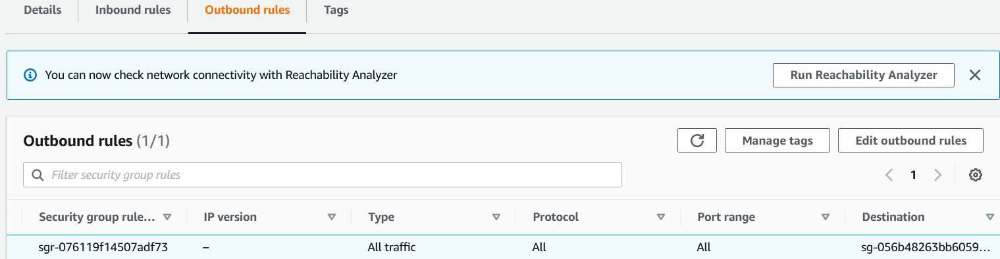 Details Inbound rules Outbound rules Tags
You can now check network connectivity with Reachability Analyzer Run Reachability Analyzer
Outbound rules (1/1) Manage tags Edit outbound rules
Filter security group rules 1
Security group rule... IP version Type Protocol Port range Destination
sgr-076119f14507adf73 – All traffic All All sg-056b48263bb6059...